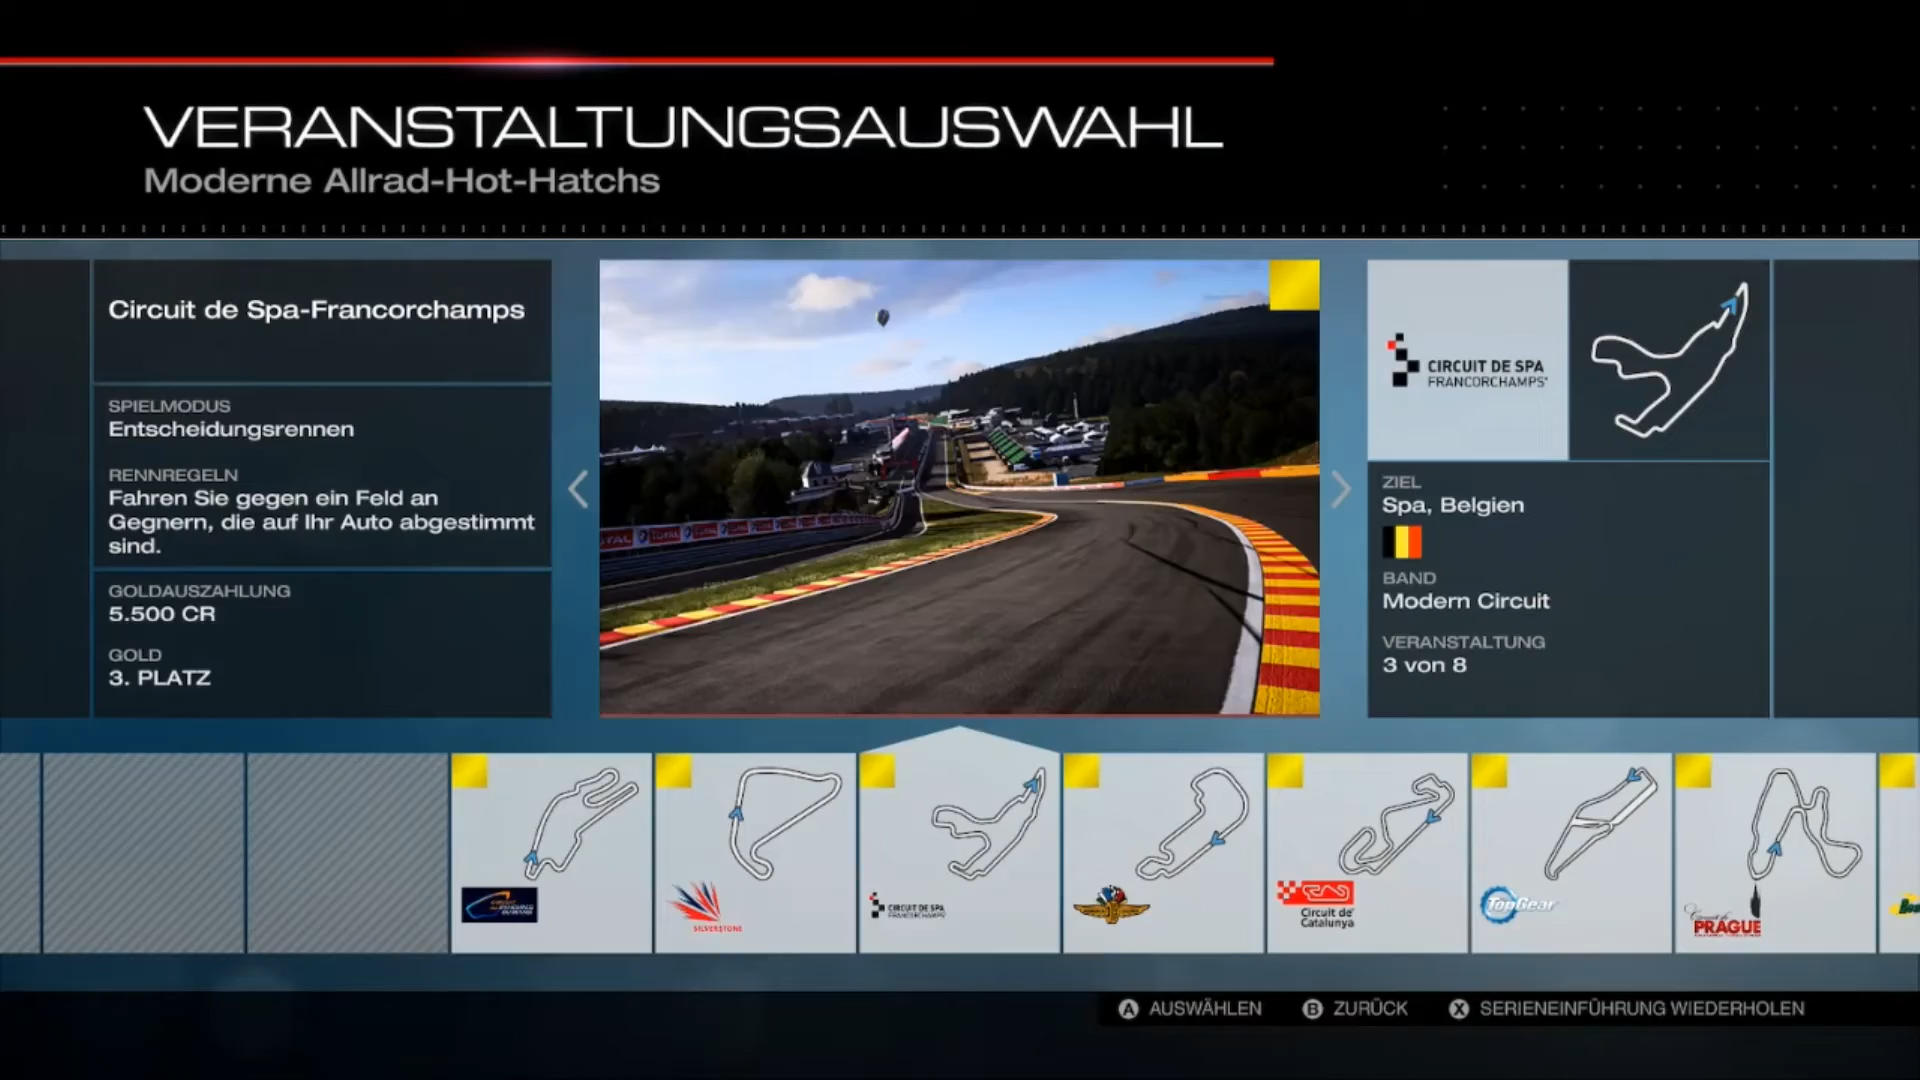 VERANSTALTUNGSAUSWAHL
Moderne Allrad-Hot-Hatchs
Circuit de Spa-Francorchamps
SPIELMODUS
Entscheidungsrennen
RENNREGELN
Fahren Sie gegen ein Feld an
Gegnern, die auf Ihr Auto abgestimmt
sind.
GOLDAUSZAHLUNG
5.500 CR
GOLD
3. PLATZ
TOTAL
CIRCUIT DE SPA
FRANCORCHAMPS
ZIEL
Spa, Belgien
BAND
Modern Circuit
VERANSTALTUNG
3 von 8
SILVERSTONE
CIRCUIT DE SPA
FRANCORCHAMPS
Circuit de
Catalunya
TopGear
PRAGUE
A AUSWÄHLEN
B ZURÜCK
X SERIENEINFÜHRUNG WIEDERHOLEN